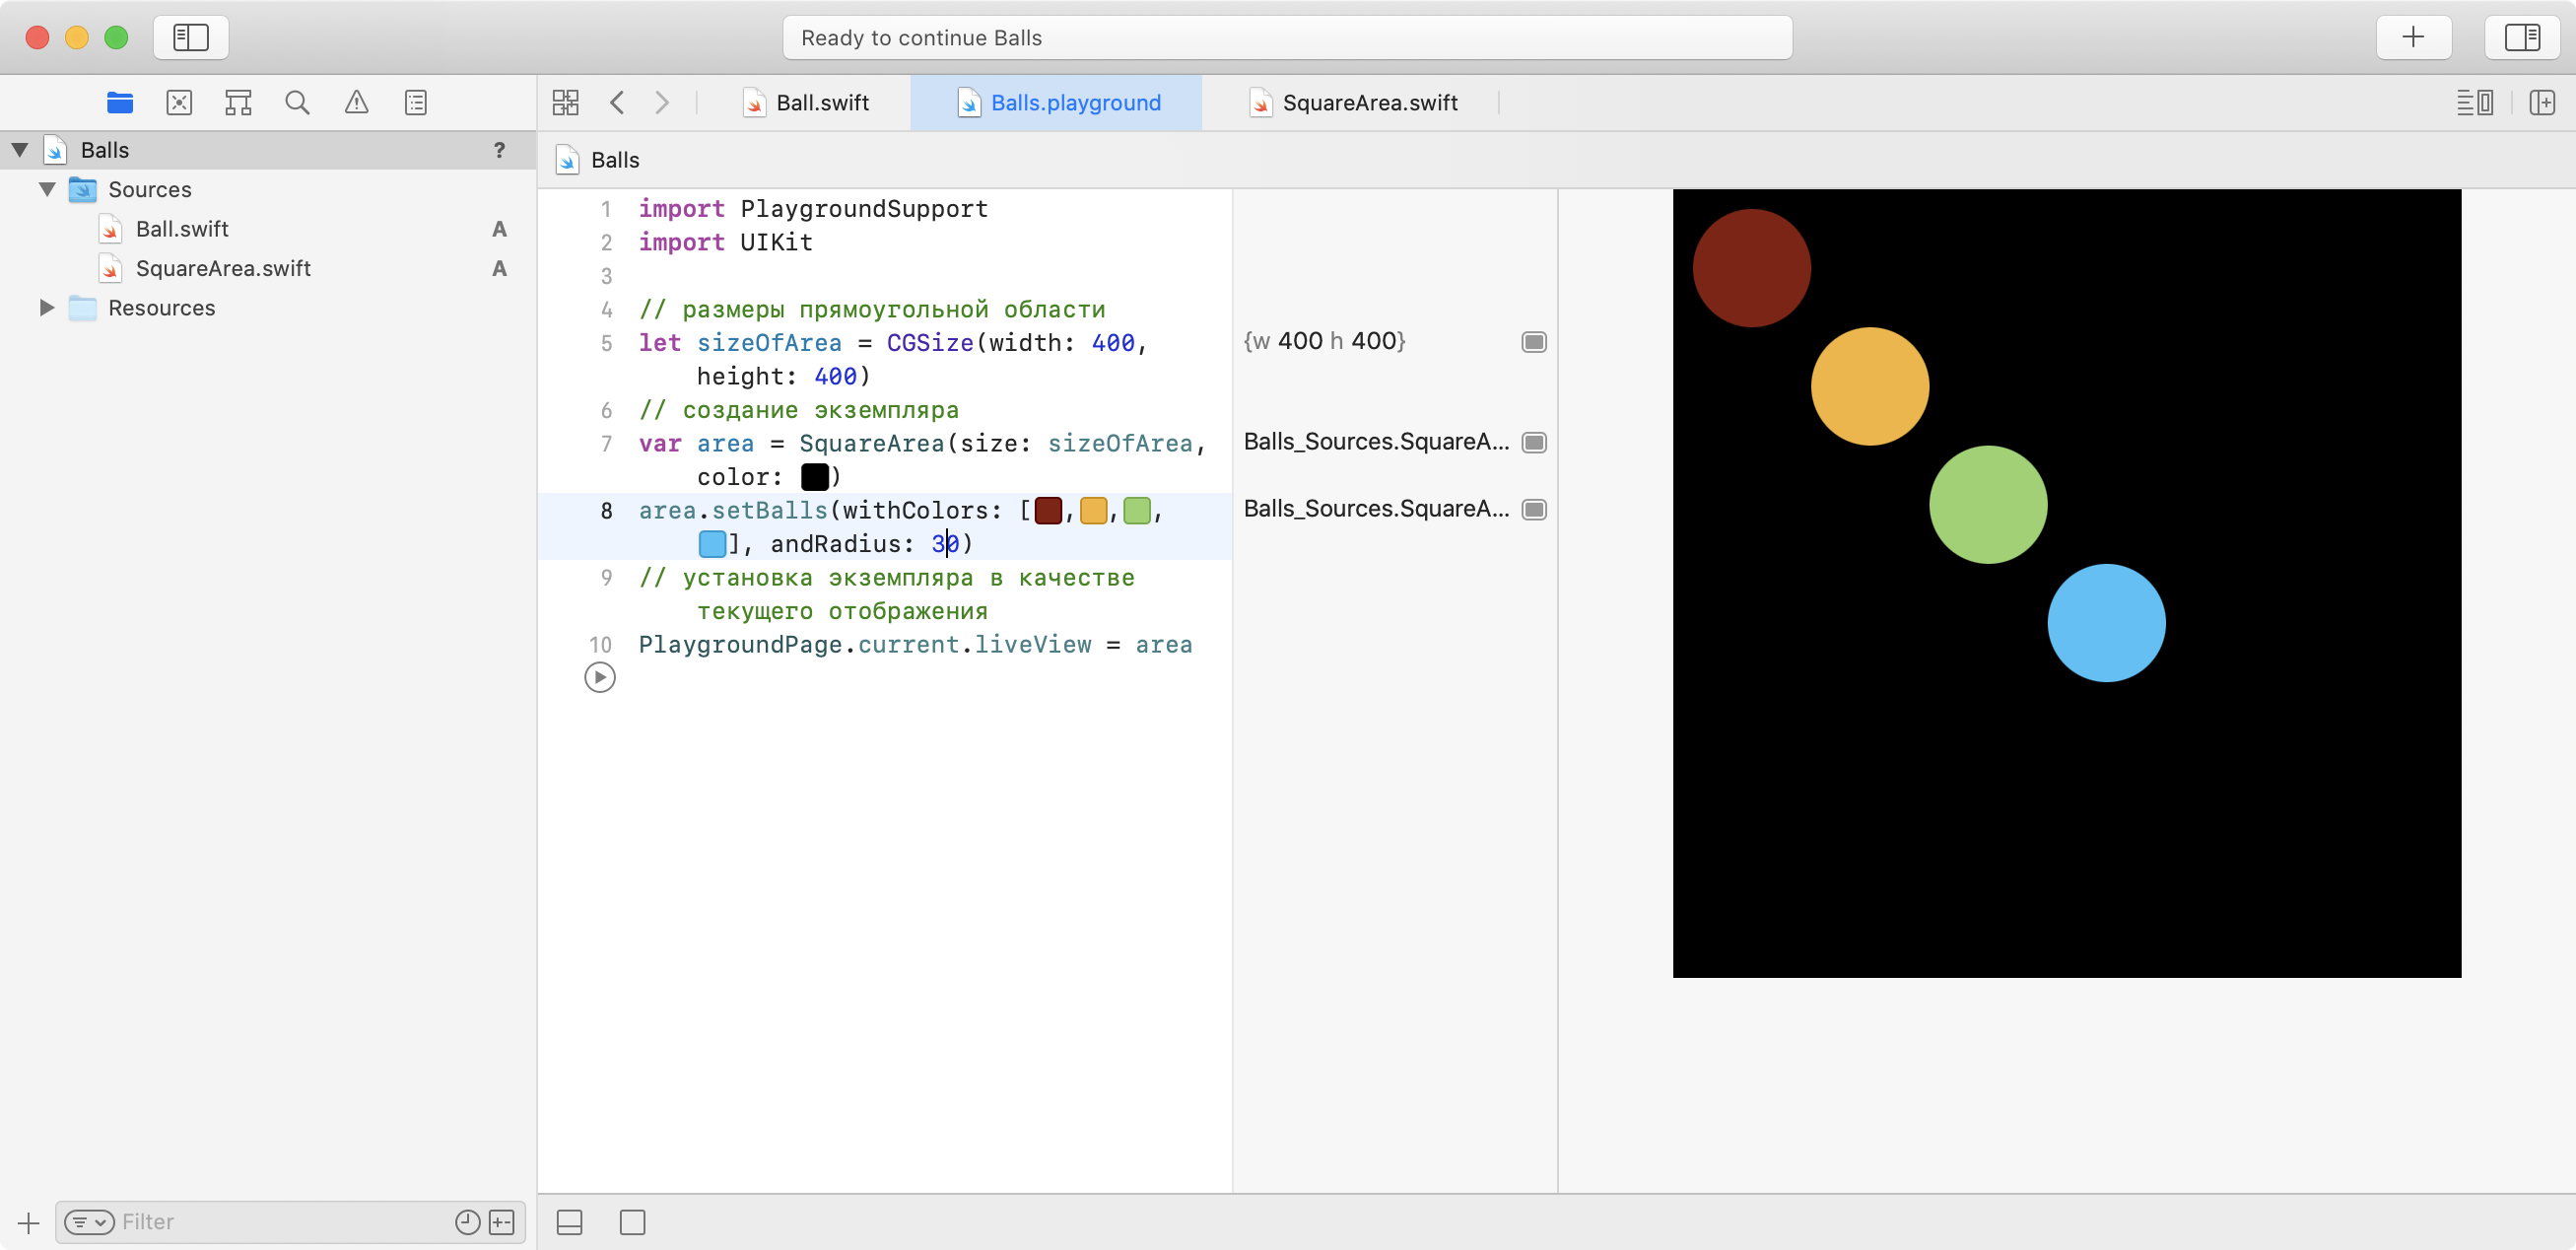 Ready to continue Balls
Ball.swift
Balls.playground
SquareArea.swift
Balls ?
Sources
Ball.swift A
SquareArea.swift A
Resources
Balls
1 import PlaygroundSupport
2 import UIKit
3
4 // размеры прямоугольной области
5 let sizeOfArea = CGSize(width: 400,
height: 400)
6 // создание экземпляра
7 var area = SquareArea(size: sizeOfArea,
color: )
8 area.setBalls(withColors: [ , , ,
], andRadius: 30)
9 // установка экземпляра в качестве
текущего отображения
10 PlaygroundPage.current.liveView = area
{w 400 h 400}
Balls_Sources.SquareA...
Balls_Sources.SquareA...
Filter